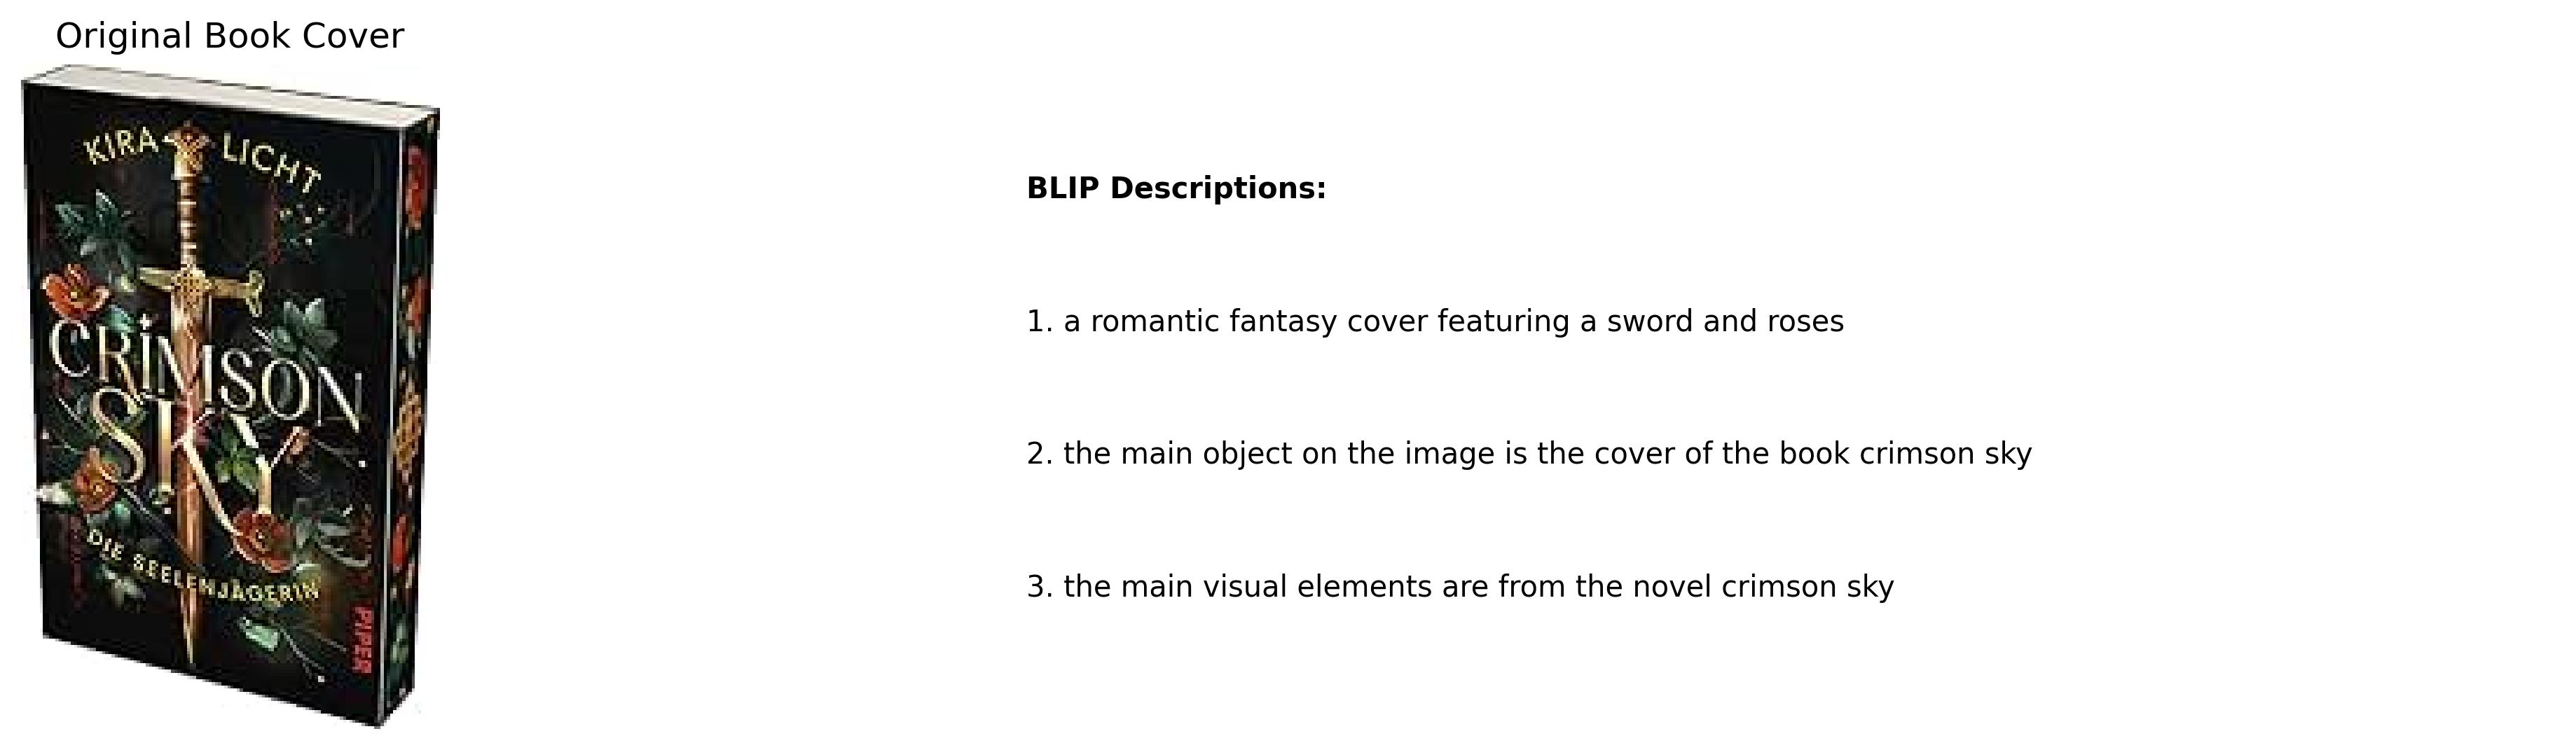 Original Book Cover
KIRA LICHT
CRIMSON
SKY
DIE SEELENJÄGERIN
PIPER
BLIP Descriptions:
1. a romantic fantasy cover featuring a sword and roses
2. the main object on the image is the cover of the book crimson sky
3. the main visual elements are from the novel crimson sky